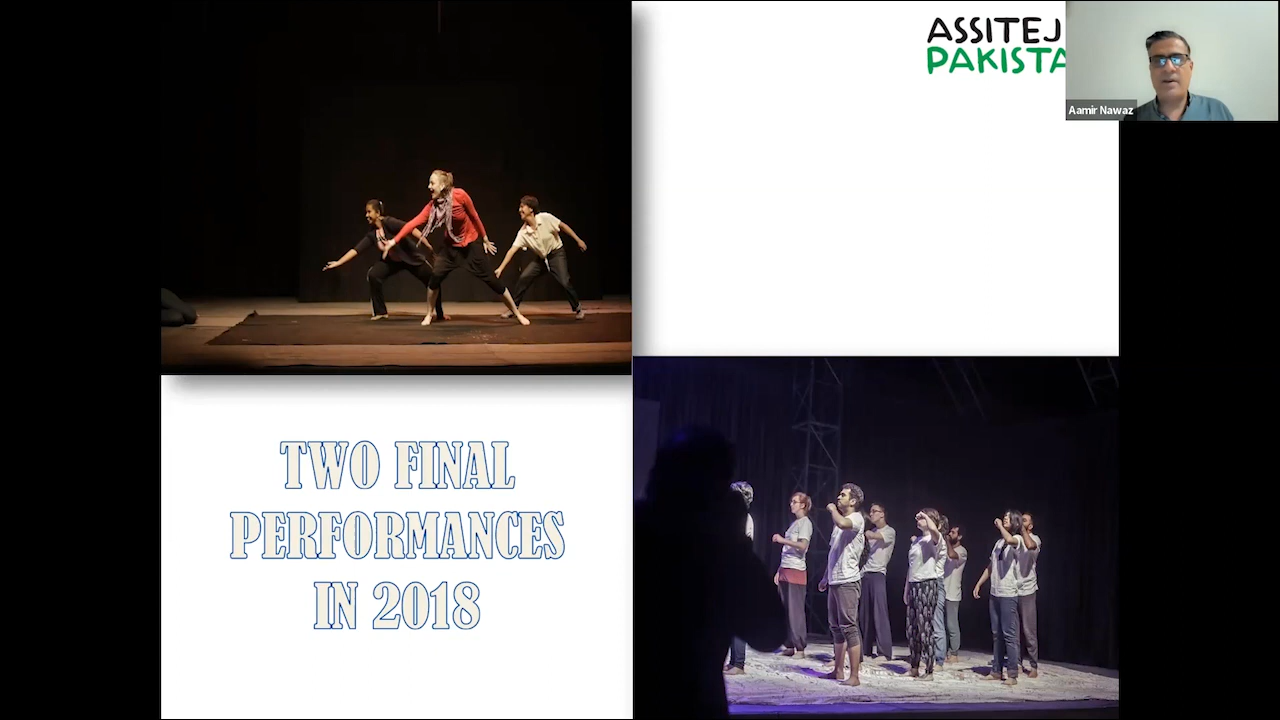 ASSITEJ
PAKISTA
Aamir Nawaz
TWO FINAL
PERFORMANCES
IN 2018